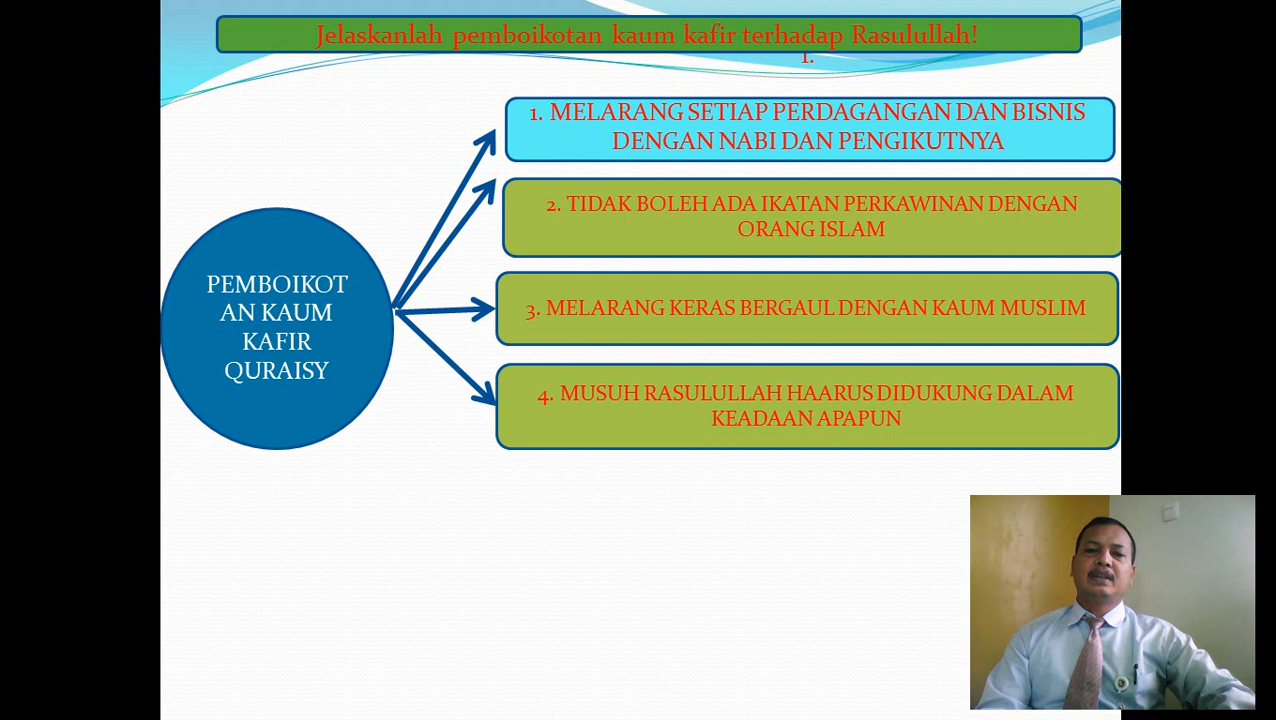 Jelaskanlah pemboikotan kaum kafir terhadap Rasulullah!
1.
1. MELARANG SETIAP PERDAGANGAN DAN BISNIS
DENGAN NABI DAN PENGIKUTNYA
2. TIDAK BOLEH ADA IKATAN PERKAWINAN DENGAN
ORANG ISLAM
PEMBOIKOT
AN KAUM
KAFIR
QURAISY
3. MELARANG KERAS BERGAUL DENGAN KAUM MUSLIM
4. MUSUH RASULULLAH HAARUS DIDUKUNG DALAM
KEADAAN APAPUN